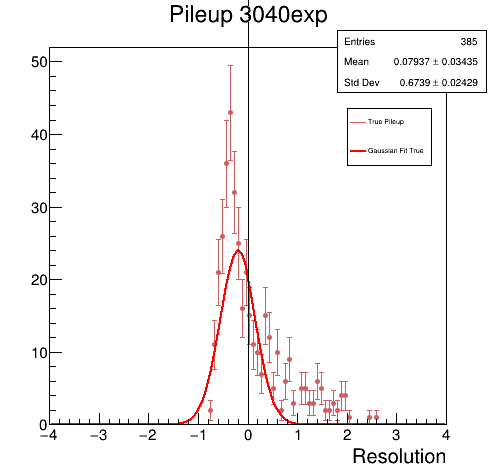 Pileup 3040exp
Entries 385
Mean 0.07937 ± 0.03435
Std Dev 0.6739 ± 0.02429
True Pileup
Gaussian Fit True
50
40
30
20
10
0
−4 −3 −2 −1 0 1 2 3 4
Resolution